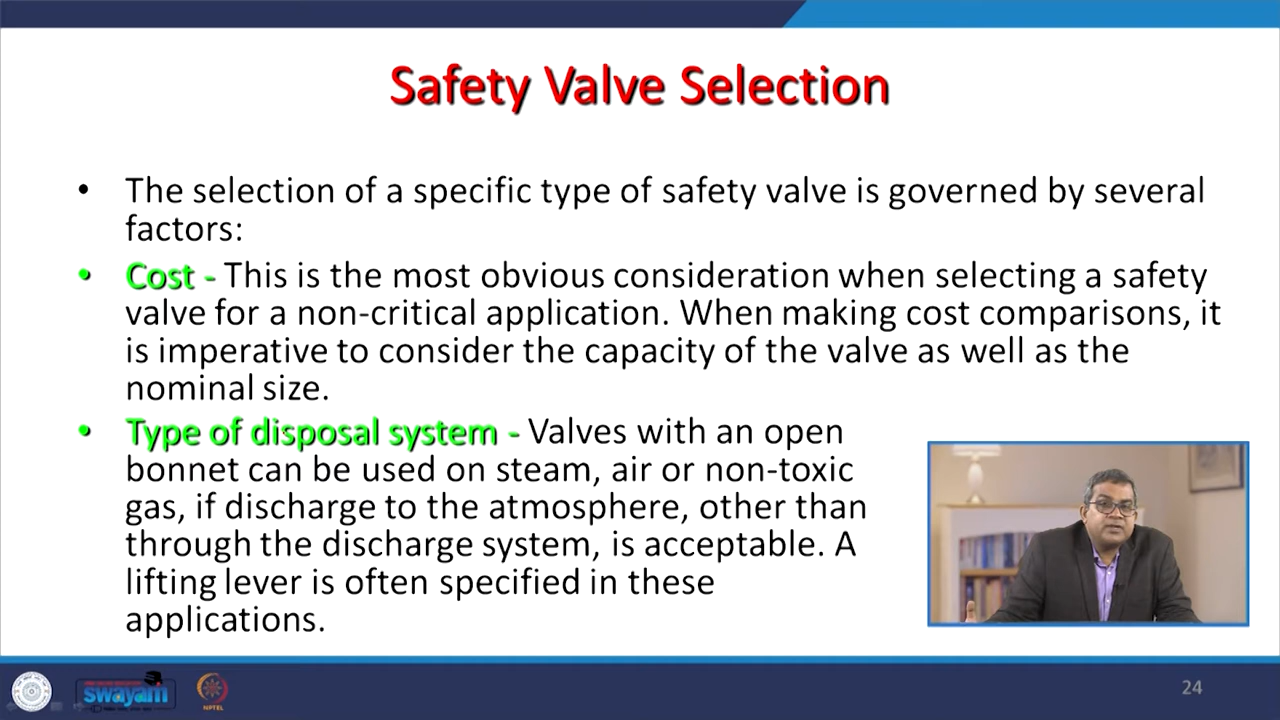 Safety Valve Selection
• The selection of a specific type of safety valve is governed by several
factors:
• Cost - This is the most obvious consideration when selecting a safety
valve for a non-critical application. When making cost comparisons, it
is imperative to consider the capacity of the valve as well as the
nominal size.
• Type of disposal system - Valves with an open
bonnet can be used on steam, air or non-toxic
gas, if discharge to the atmosphere, other than
through the discharge system, is acceptable. A
lifting lever is often specified in these
applications.
swayam
NPTEL
24